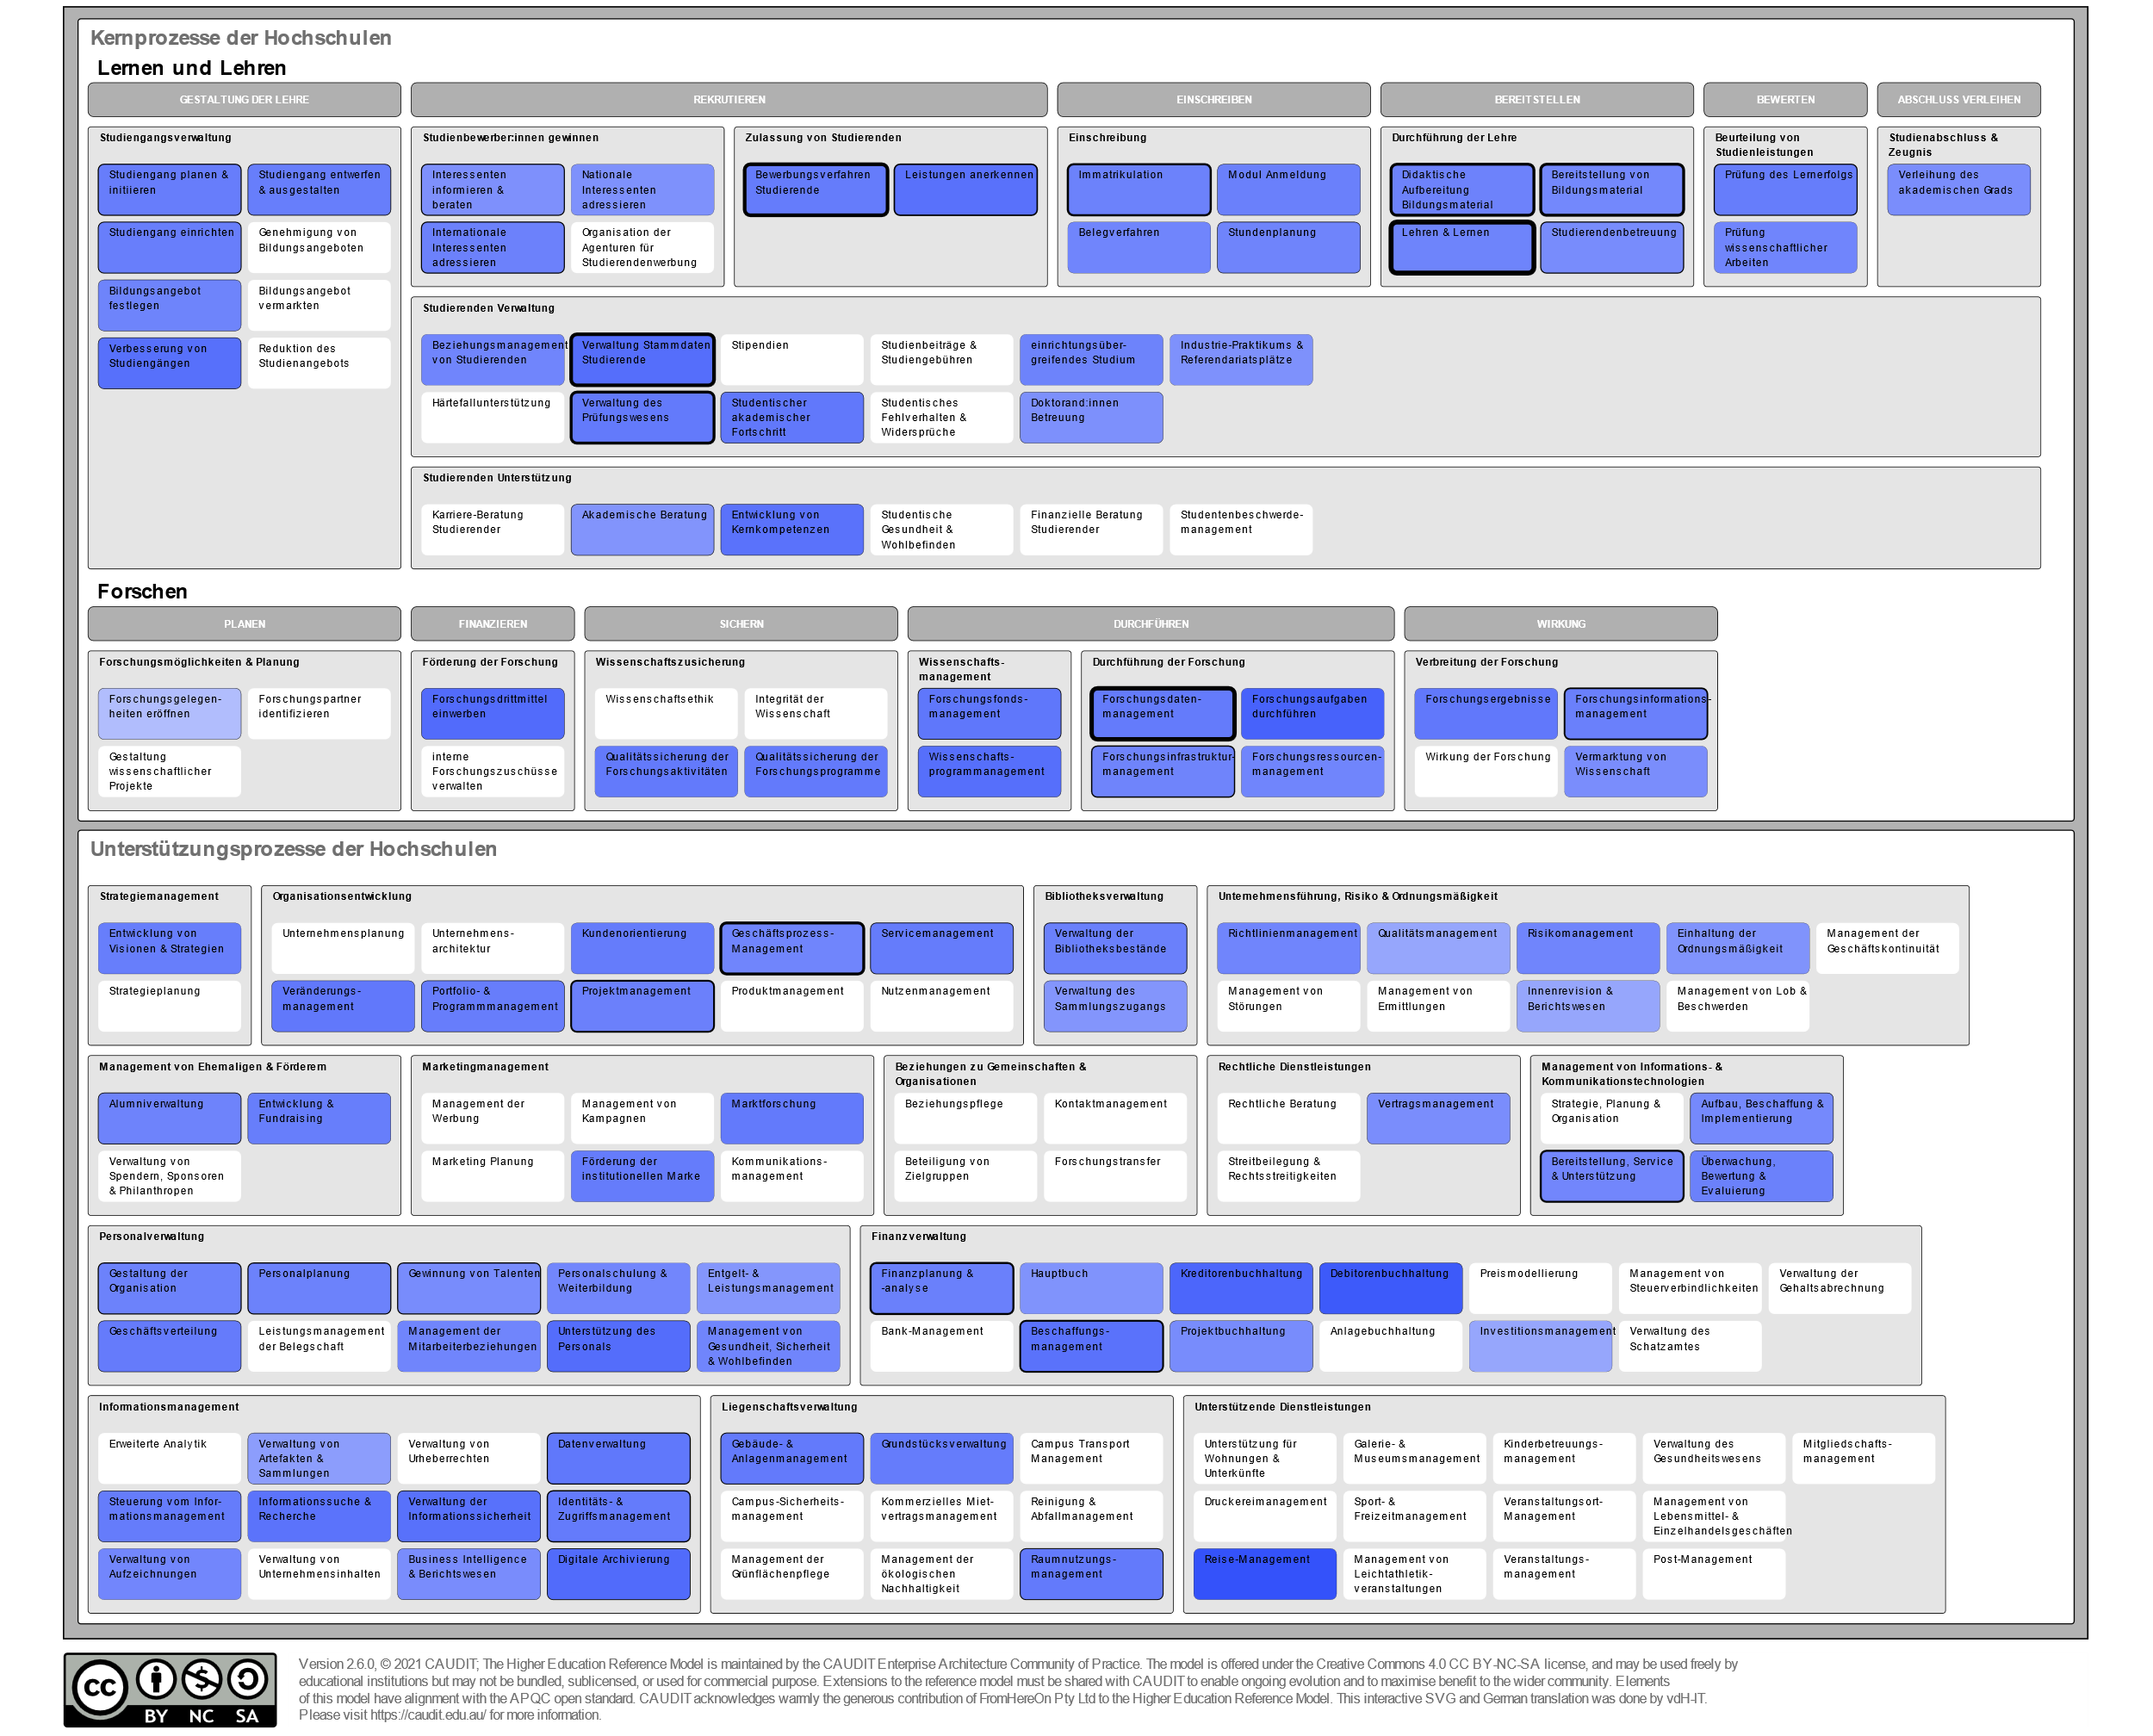 Kernprozesse der Hochschulen
Lernen und Lehren
GESTALTUNG DER LEHRE
REKRUTIEREN
EINSCHREIBEN
BEREITSTELLEN
BEWERTEN
ABSCHLUSS VERLEIHEN
Studiengangsverwaltung
Studiengang planen &
initiieren
Studiengang entwerfen
& ausgestalten
Studiengang einrichten
Genehmigung von
Bildungsangeboten
Bildungsangebot
festlegen
Bildungsangebot
vermarkten
Verbesserung von
Studiengängen
Reduktion des
Studienangebots
Studienbewerber:innen gewinnen
Interessenten
informieren &
beraten
Nationale
Interessenten
adressieren
Internationale
Interessenten
adressieren
Organisation der
Agenturen für
Studierendenwerbung
Zulassung von Studierenden
Bewerbungsverfahren
Studierende
Leistungen anerkennen
Einschreibung
Immatrikulation
Modul Anmeldung
Belegverfahren
Stundenplanung
Durchführung der Lehre
Didaktische
Aufbereitung
Bildungsmaterial
Bereitstellung von
Bildungsmaterial
Lehren & Lernen
Studierendenbetreuung
Beurteilung von
Studienleistungen
Prüfung des Lernerfolgs
Prüfung
wissenschaftlicher
Arbeiten
Studienabschluss &
Zeugnis
Verleihung des
akademischen Grads
Studierenden Verwaltung
Beziehungsmanagement
von Studierenden
Verwaltung Stammdaten
Studierende
Stipendien
Studienbeiträge &
Studiengebühren
einrichtungsüber-
greifendes Studium
Industrie-Praktikums &
Referendariatsplätze
Härtefallunterstützung
Verwaltung des
Prüfungswesens
Studentischer
akademischer
Fortschritt
Studentisches
Fehlverhalten &
Widersprüche
Doktorand:innen
Betreuung
Studierenden Unterstützung
Karriere-Beratung
Studierender
Akademische Beratung
Entwicklung von
Kernkompetenzen
Studentische
Gesundheit &
Wohlbefinden
Finanzielle Beratung
Studierender
Studentenbeschwerde-
management
Forschen
PLANEN
FINANZIEREN
SICHERN
DURCHFÜHREN
WIRKUNG
Forschungsmöglichkeiten & Planung
Forschungsgelegen-
heiten eröffnen
Forschungspartner
identifizieren
Gestaltung
wissenschaftlicher
Projekte
Förderung der Forschung
Forschungsdrittmittel
einwerben
interne
Forschungszuschüsse
verwalten
Wissenschaftszusicherung
Wissenschaftsethik
Integrität der
Wissenschaft
Qualitätssicherung der
Forschungsaktivitäten
Qualitätssicherung der
Forschungsprogramme
Wissenschafts-
management
Forschungsfonds-
management
Wissenschafts-
programmanagement
Durchführung der Forschung
Forschungsdaten-
management
Forschungsaufgaben
durchführen
Forschungsinfrastruktur-
management
Forschungsressourcen-
management
Verbreitung der Forschung
Forschungsergebnisse
Forschungsinformations-
management
Wirkung der Forschung
Vermarktung von
Wissenschaft
Unterstützungsprozesse der Hochschulen
Strategiemanagement
Entwicklung von
Visionen & Strategien
Strategieplanung
Organisationsentwicklung
Unternehmensplanung
Unternehmens-
architektur
Kundenorientierung
Geschäftsprozess-
Management
Servicemanagement
Veränderungs-
management
Portfolio- &
Programmmanagement
Projektmanagement
Produktmanagement
Nutzenmanagement
Bibliotheksverwaltung
Verwaltung der
Bibliotheksbestände
Verwaltung des
Sammlungszugangs
Unternehmensführung, Risiko & Ordnungsmäßigkeit
Richtlinienmanagement
Qualitätsmanagement
Risikomanagement
Einhaltung der
Ordnungsmäßigkeit
Management der
Geschäftskontinuität
Management von
Störungen
Management von
Ermittlungen
Innenrevision &
Berichtswesen
Management von Lob &
Beschwerden
Management von Ehemaligen & Förderern
Alumniverwaltung
Entwicklung &
Fundraising
Verwaltung von
Spendern, Sponsoren
& Philanthropen
Marketingmanagement
Management der
Werbung
Management von
Kampagnen
Marktforschung
Marketing Planung
Förderung der
institutionellen Marke
Kommunikations-
management
Beziehungen zu Gemeinschaften &
Organisationen
Beziehungspflege
Kontaktmanagement
Beteiligung von
Zielgruppen
Forschungstransfer
Rechtliche Dienstleistungen
Rechtliche Beratung
Vertragsmanagement
Streitbeilegung &
Rechtsstreitigkeiten
Management von Informations- &
Kommunikationstechnologien
Strategie, Planung &
Organisation
Aufbau, Beschaffung &
Implementierung
Bereitstellung, Service
& Unterstützung
Überwachung,
Bewertung &
Evaluierung
Personalverwaltung
Gestaltung der
Organisation
Personalplanung
Gewinnung von Talenten
Personalschulung &
Weiterbildung
Entgelt- &
Leistungsmanagement
Geschäftsverteilung
Leistungsmanagement
der Belegschaft
Management der
Mitarbeiterbeziehungen
Unterstützung des
Personals
Management von
Gesundheit, Sicherheit
& Wohlbefinden
Finanzverwaltung
Finanzplanung &
-analyse
Hauptbuch
Kreditorenbuchhaltung
Debitorenbuchhaltung
Preismodellierung
Management von
Steuerverbindlichkeiten
Verwaltung der
Gehaltsabrechnung
Bank-Management
Beschaffungs-
management
Projektbuchhaltung
Anlagebuchhaltung
Investitionsmanagement
Verwaltung des
Schatzamtes
Informationsmanagement
Erweiterte Analytik
Verwaltung von
Artefakten &
Sammlungen
Verwaltung von
Urheberrechten
Datenverwaltung
Steuerung vom Infor-
mationsmanagement
Informationssuche &
Recherche
Verwaltung der
Informationssicherheit
Identitäts- &
Zugriffsmanagement
Verwaltung von
Aufzeichnungen
Verwaltung von
Unternehmensinhalten
Business Intelligence
& Berichtswesen
Digitale Archivierung
Liegenschaftsverwaltung
Gebäude- &
Anlagenmanagement
Grundstücksverwaltung
Campus Transport
Management
Campus-Sicherheits-
management
Kommerzielles Miet-
vertragsmanagement
Reinigung &
Abfallmanagement
Management der
Grünflächenpflege
Management der
ökologischen
Nachhaltigkeit
Raumnutzungs-
management
Unterstützende Dienstleistungen
Unterstützung für
Wohnungen &
Unterkünfte
Galerie- &
Museumsmanagement
Kinderbetreuungs-
management
Verwaltung des
Gesundheitswesens
Mitgliedschafts-
management
Druckereimanagement
Sport- &
Freizeitmanagement
Veranstaltungsort-
Management
Management von
Lebensmittel- &
Einzelhandelsgeschäften
Reise-Management
Management von
Leichtathletik-
veranstaltungen
Veranstaltungs-
management
Post-Management
cc
BY NC SA
Version 2.6.0, © 2021 CAUDIT; The Higher Education Reference Model is maintained by the CAUDIT Enterprise Architecture Community of Practice. The model is offered under the Creative Commons 4.0 CC BY-NC-SA license, and may be used freely by
educational institutions but may not be bundled, sublicensed, or used for commercial purpose. Extensions to the reference model must be shared with CAUDIT to enable ongoing evolution and to maximise benefit to the wider community. Elements
of this model have alignment with the APQC open standard. CAUDIT acknowledges warmly the generous contribution of FromHereOn Pty Ltd to the Higher Education Reference Model. This interactive SVG and German translation was done by vdH-IT.
Please visit https://caudit.edu.au/ for more information.